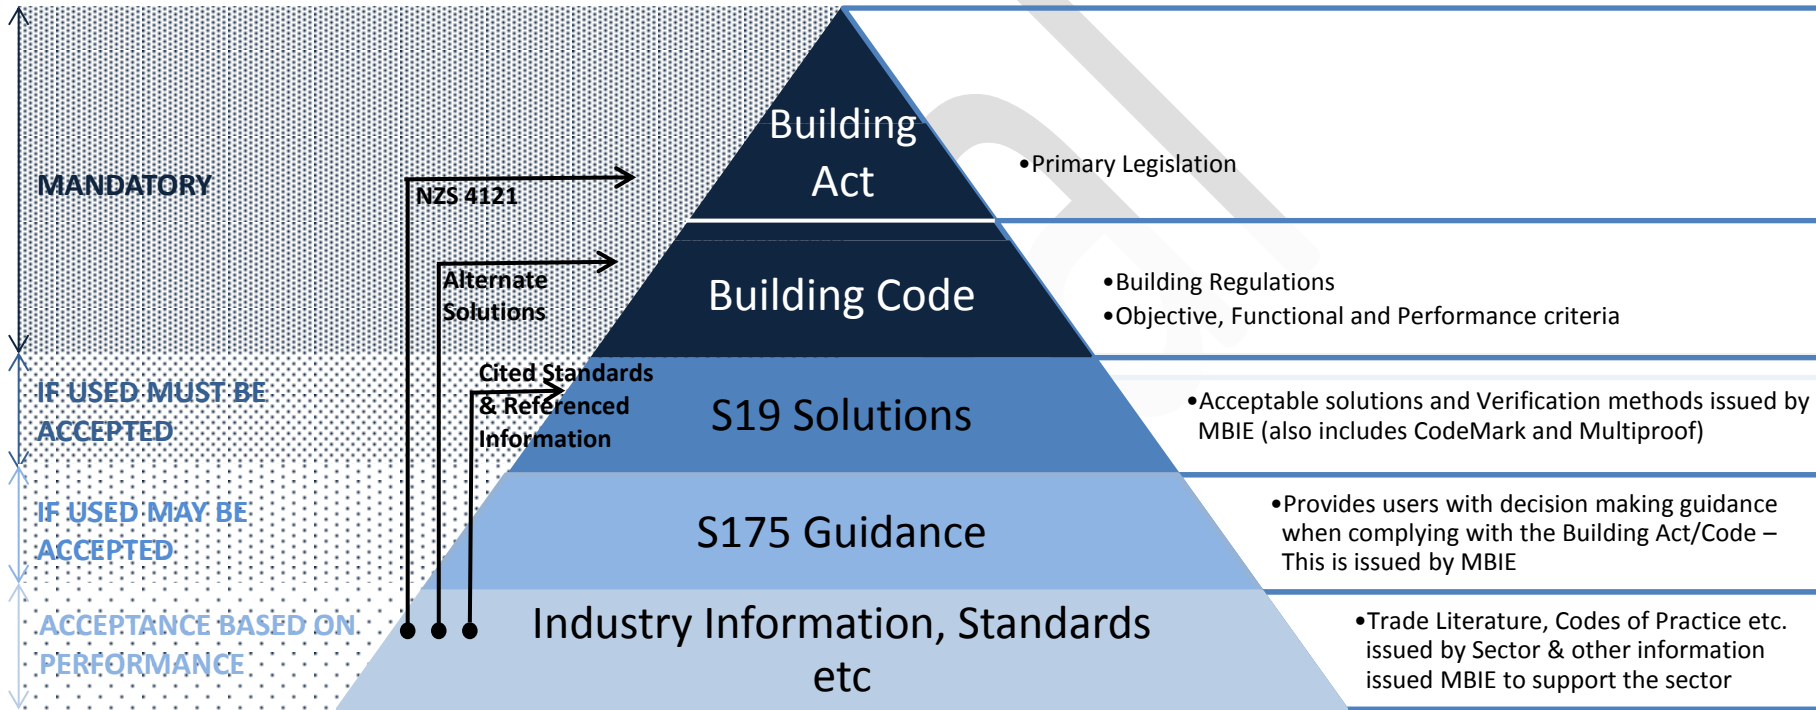 MANDATORY
NZS 4121
Building
Act
•Primary Legislation
Alternate
Solutions
Building Code
•Building Regulations
•Objective, Functional and Performance criteria
IF USED MUST BE
ACCEPTED
Cited Standards
& Referenced
Information
S19 Solutions
•Acceptable solutions and Verification methods issued by
MBIE (also includes CodeMark and Multiproof)
IF USED MAY BE
ACCEPTED
S175 Guidance
•Provides users with decision making guidance
when complying with the Building Act/Code –
This is issued by MBIE
ACCEPTANCE BASED ON
PERFORMANCE
Industry Information, Standards
etc
•Trade Literature, Codes of Practice etc.
issued by Sector & other information
issued MBIE to support the sector